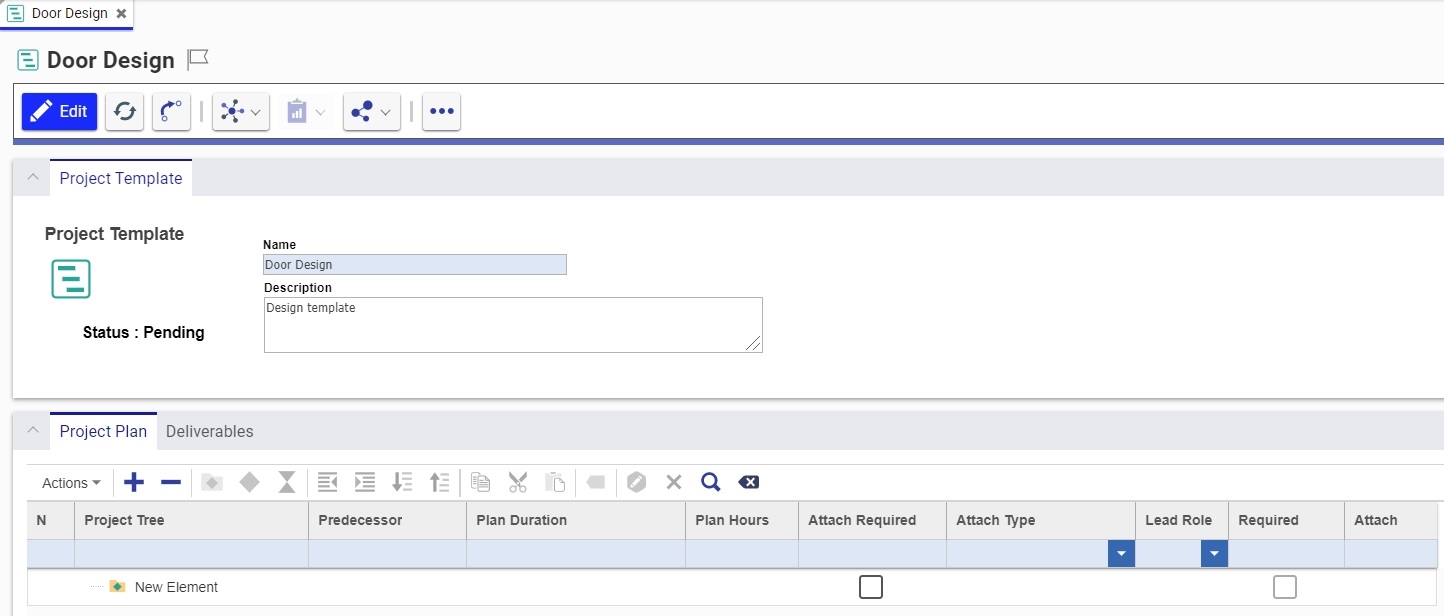 Door Design
Door Design
Edit
Project Template
Project Template
Name
Door Design
Description
Design template
Status : Pending
Project Plan Deliverables
Actions
N Project Tree Predecessor Plan Duration Plan Hours Attach Required Attach Type Lead Role Required Attach
New Element